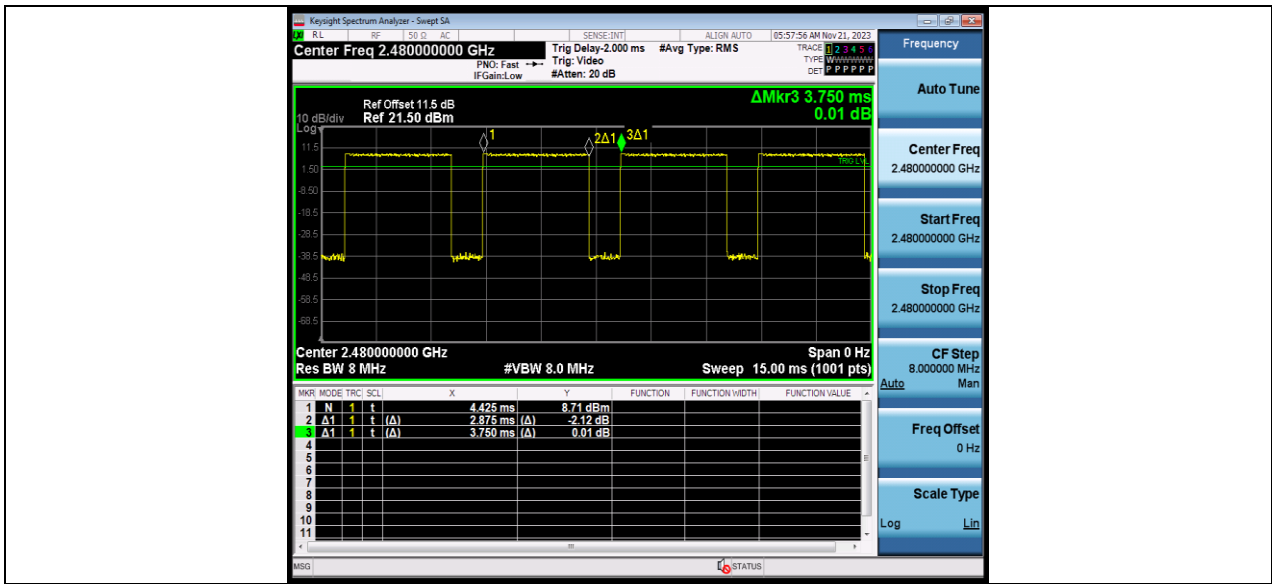 Keysight Spectrum Analyzer - Swept SA
RL RF 50 Ω AC SENSE:INT ALIGN AUTO 05:57:56 AM Nov 21, 2023
Center Freq 2.480000000 GHz
PNO: Fast
IFGain:Low
Trig Delay-2.000 ms
Trig: Video
#Atten: 20 dB
#Avg Type: RMS
TRACE 1 2 3 4 5 6
TYPE W
DET P P P P P P
ΔMkr3 3.750 ms
0.01 dB
Ref Offset 11.5 dB
10 dB/div Ref 21.50 dBm
Log
1
2Δ1
3Δ1
TRIG LVL
11.5
1.50
-8.50
-18.5
-28.5
-38.5
-48.5
-58.5
-68.5
Center 2.480000000 GHz Span 0 Hz
Res BW 8 MHz #VBW 8.0 MHz Sweep 15.00 ms (1001 pts)
MKR MODE TRC SCL X Y FUNCTION FUNCTION WIDTH FUNCTION VALUE
1 N 1 t 4.425 ms 8.71 dBm
2 Δ1 1 t (Δ) 2.875 ms (Δ) -2.12 dB
3 Δ1 1 t (Δ) 3.750 ms (Δ) 0.01 dB
4
5
6
7
8
9
10
11
MSG STATUS
Frequency
Auto Tune
Center Freq
2.480000000 GHz
Start Freq
2.480000000 GHz
Stop Freq
2.480000000 GHz
CF Step
8.000000 MHz
Auto Man
Freq Offset
0 Hz
Scale Type
Log Lin